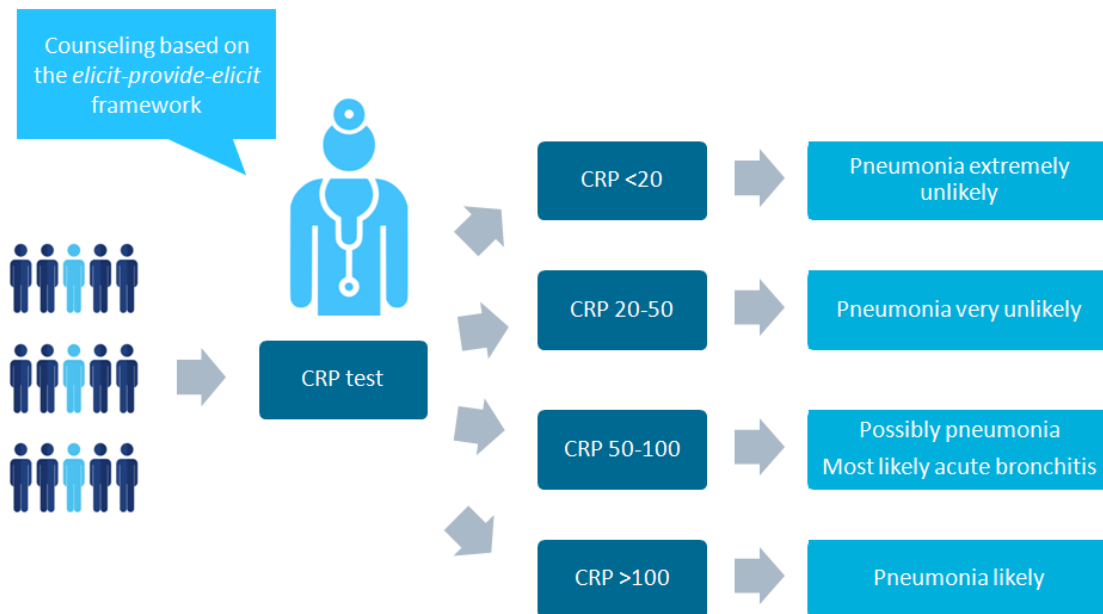 Counseling based on
the elicit-provide-elicit
framework
CRP test
CRP <20
Pneumonia extremely
unlikely
CRP 20-50
Pneumonia very unlikely
CRP 50-100
Possibly pneumonia
Most likely acute bronchitis
CRP >100
Pneumonia likely